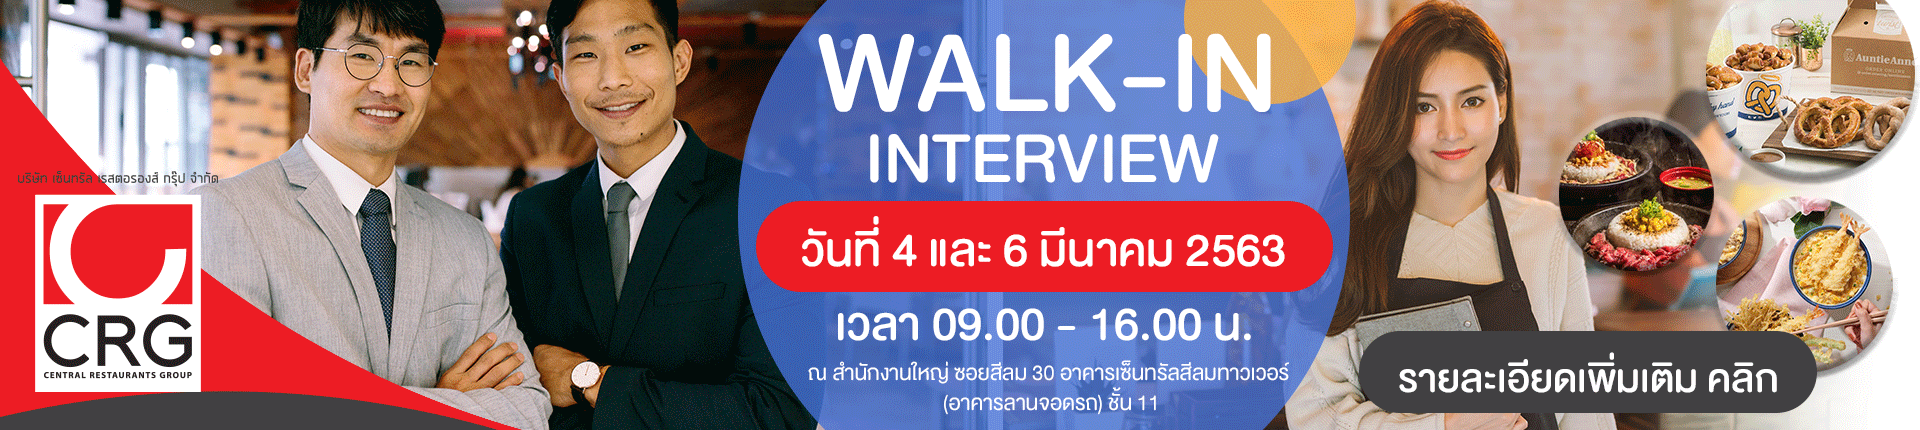 บริษัท เซ็นทรัล เรสตอรองส์ กรุ๊ป จำกัด
CRG
CENTRAL RESTAURANTS GROUP
WALK-IN
INTERVIEW
วันที่ 4 และ 6 มีนาคม 2563
เวลา 09.00 - 16.00 น.
ณ สำนักงานใหญ่ ซอยสีลม 30 อาคารเซ็นทรัลสีลมทาวเวอร์
(อาคารลานจอดรถ) ชั้น 11
AuntieAnne
ORDER ONLINE
รายละเอียดเพิ่มเติม คลิก